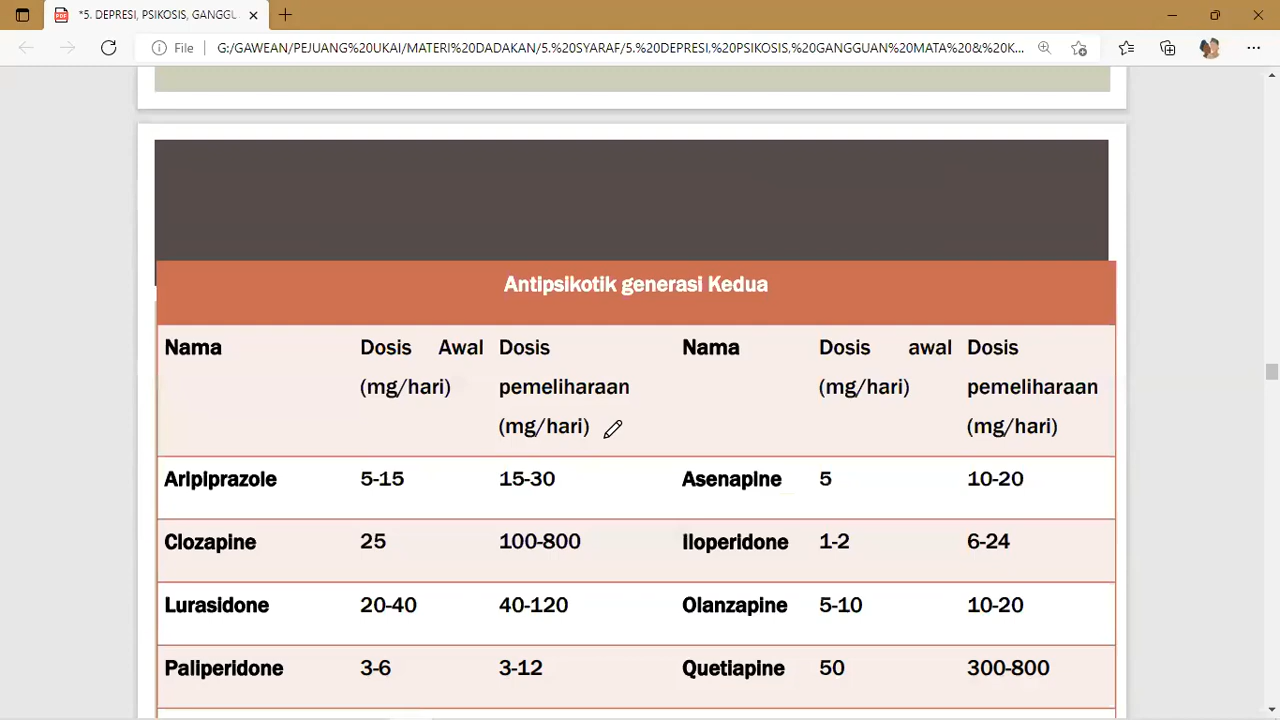 *5. DEPRESI, PSIKOSIS, GANGGU
File
G:/GAWEAN/PEJUANG%20UKAI/MATERI%20DADAKAN/5.%20SYARAF/5.%20DEPRESI,%20PSIKOSIS,%20GANGGUAN%20MATA%20&%20K...
Antipsikotik generasi Kedua
Nama Dosis Awal (mg/hari) Dosis pemeliharaan (mg/hari) Nama Dosis awal (mg/hari) Dosis pemeliharaan (mg/hari)
Aripiprazole 5-15 15-30 Asenapine 5 10-20
Clozapine 25 100-800 Iloperidone 1-2 6-24
Lurasidone 20-40 40-120 Olanzapine 5-10 10-20
Paliperidone 3-6 3-12 Quetiapine 50 300-800